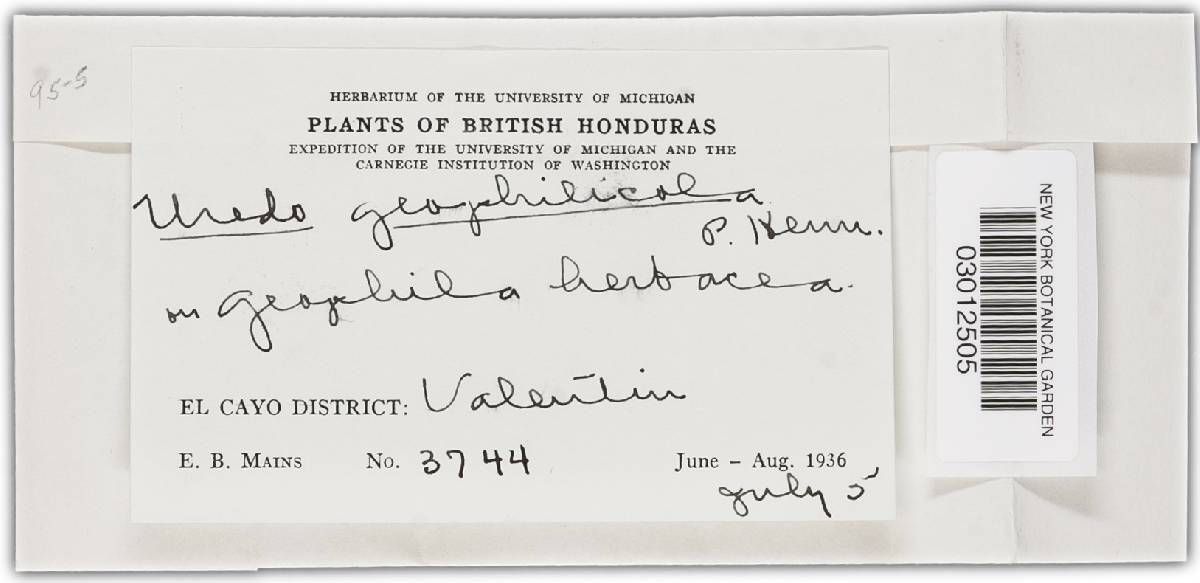 95-5
HERBARIUM OF THE UNIVERSITY OF MICHIGAN
PLANTS OF BRITISH HONDURAS
EXPEDITION OF THE UNIVERSITY OF MICHIGAN AND THE
CARNEGIE INSTITUTION OF WASHINGTON
Uredo geophilicola
P. Henn.
on Geophila herbacea.
EL CAYO DISTRICT: Valentin
E. B. MAINS No. 3744 June – Aug. 1936
July 5
NEW YORK BOTANICAL GARDEN
03012505